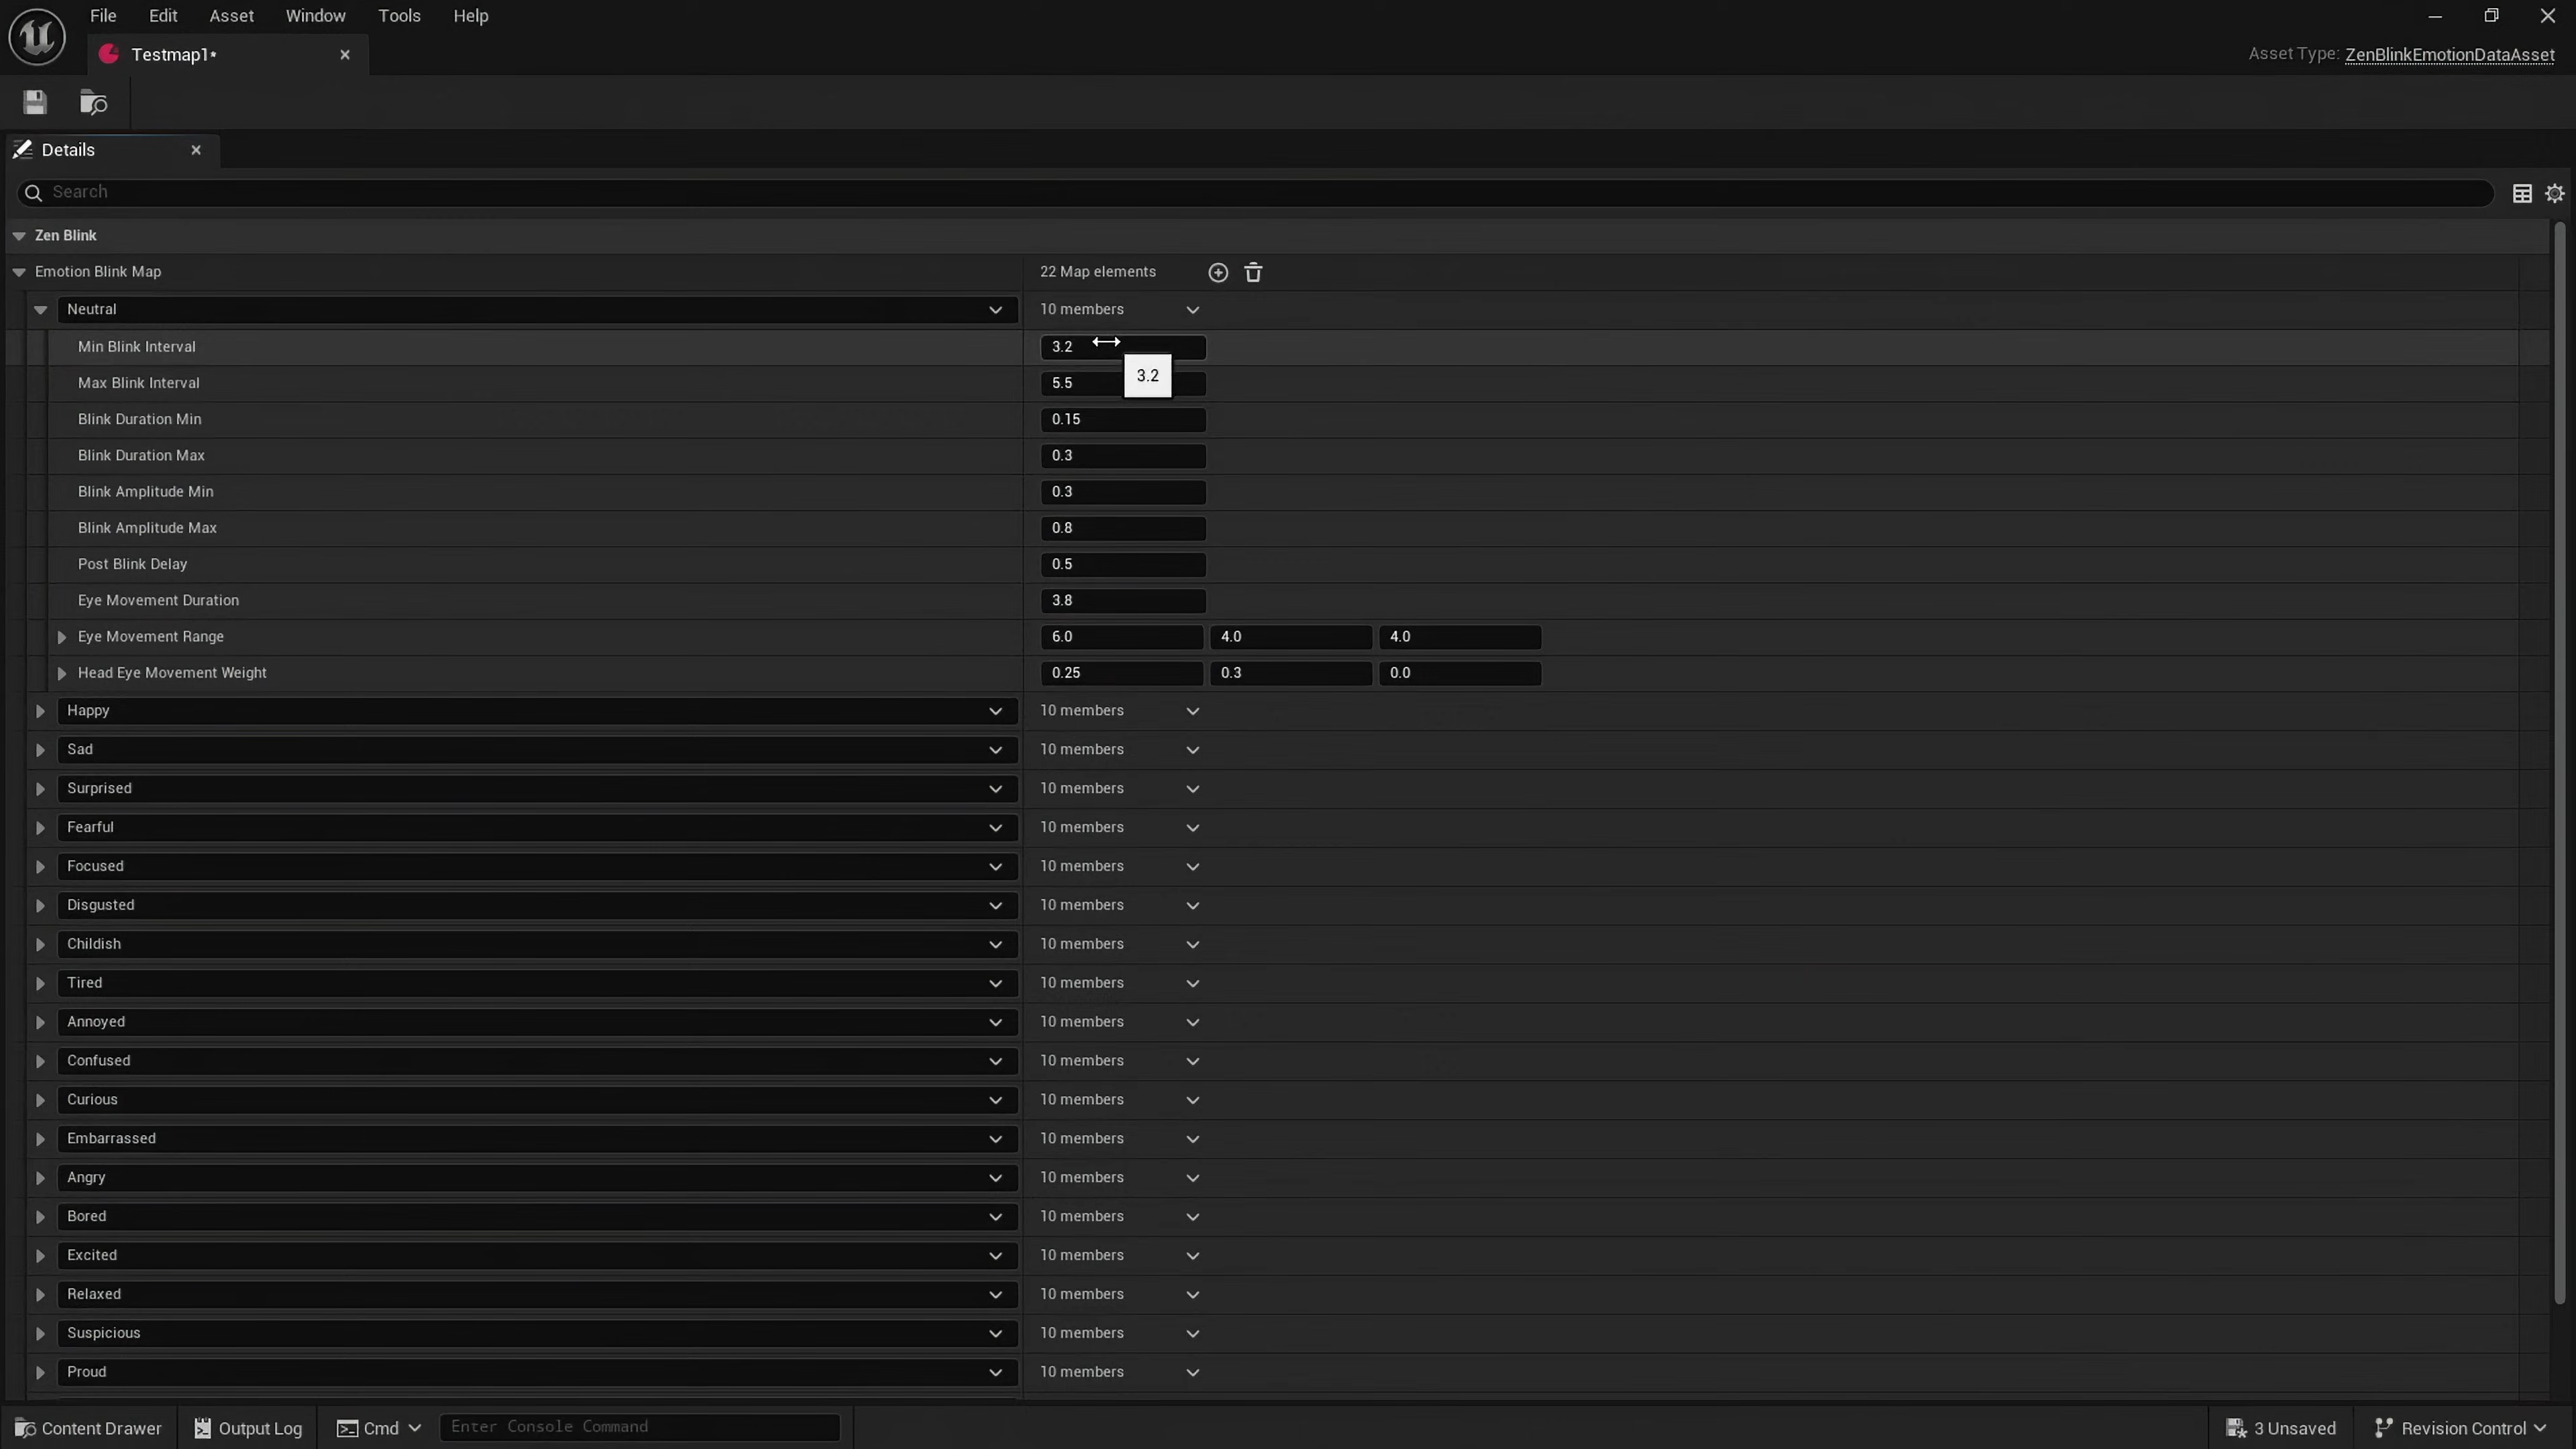 File Edit Asset Window Tools Help
Testmap1*
Asset Type: ZenBlinkEmotionDataAsset
Details
Search
Zen Blink
Emotion Blink Map 22 Map elements
Neutral 10 members
Min Blink Interval 3.2
3.2
Max Blink Interval 5.5
Blink Duration Min 0.15
Blink Duration Max 0.3
Blink Amplitude Min 0.3
Blink Amplitude Max 0.8
Post Blink Delay 0.5
Eye Movement Duration 3.8
Eye Movement Range 6.0 4.0 4.0
Head Eye Movement Weight 0.25 0.3 0.0
Happy 10 members
Sad 10 members
Surprised 10 members
Fearful 10 members
Focused 10 members
Disgusted 10 members
Childish 10 members
Tired 10 members
Annoyed 10 members
Confused 10 members
Curious 10 members
Embarrassed 10 members
Angry 10 members
Bored 10 members
Excited 10 members
Relaxed 10 members
Suspicious 10 members
Proud 10 members
Content Drawer Output Log Cmd Enter Console Command 3 Unsaved Revision Control